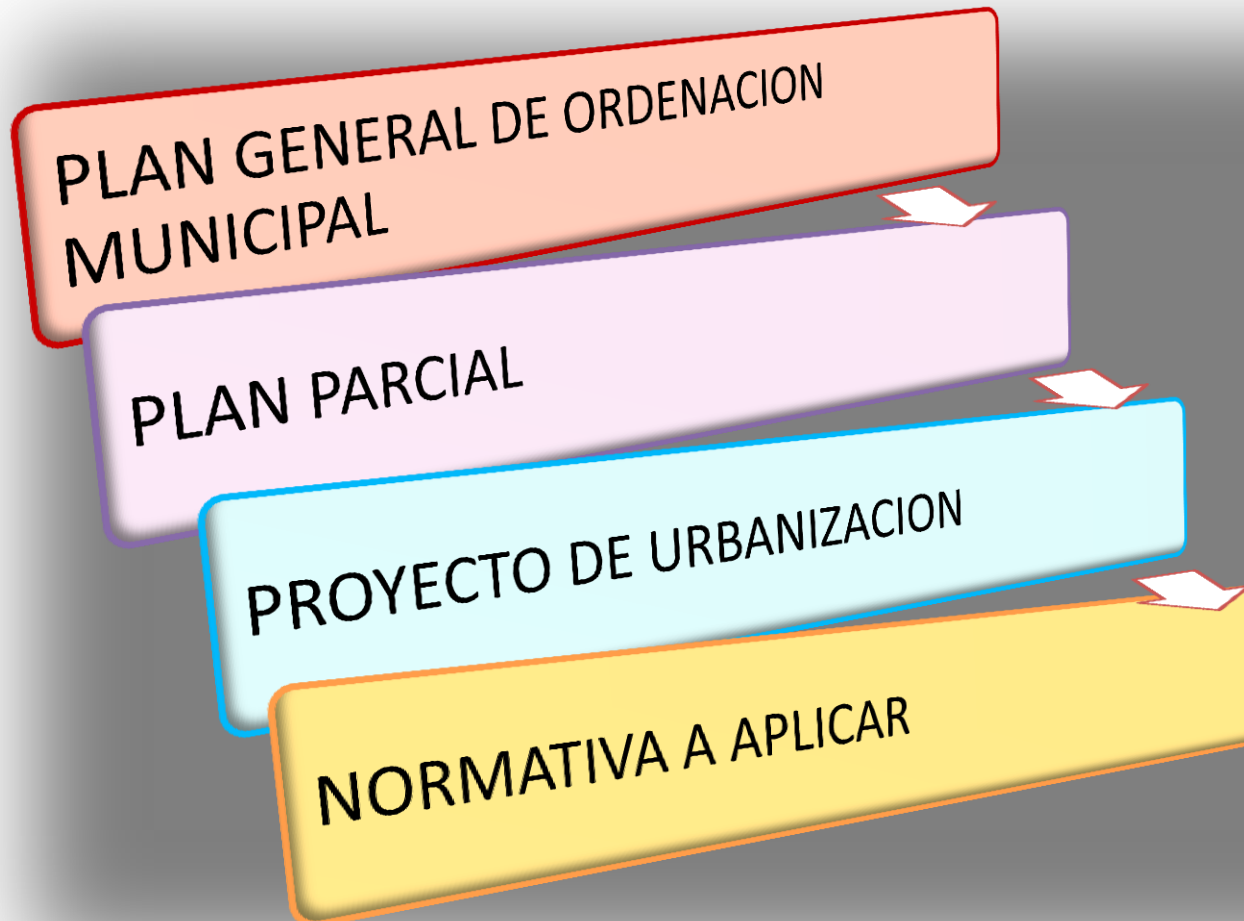 PLAN GENERAL DE ORDENACION
MUNICIPAL
PLAN PARCIAL
PROYECTO DE URBANIZACION
NORMATIVA A APLICAR